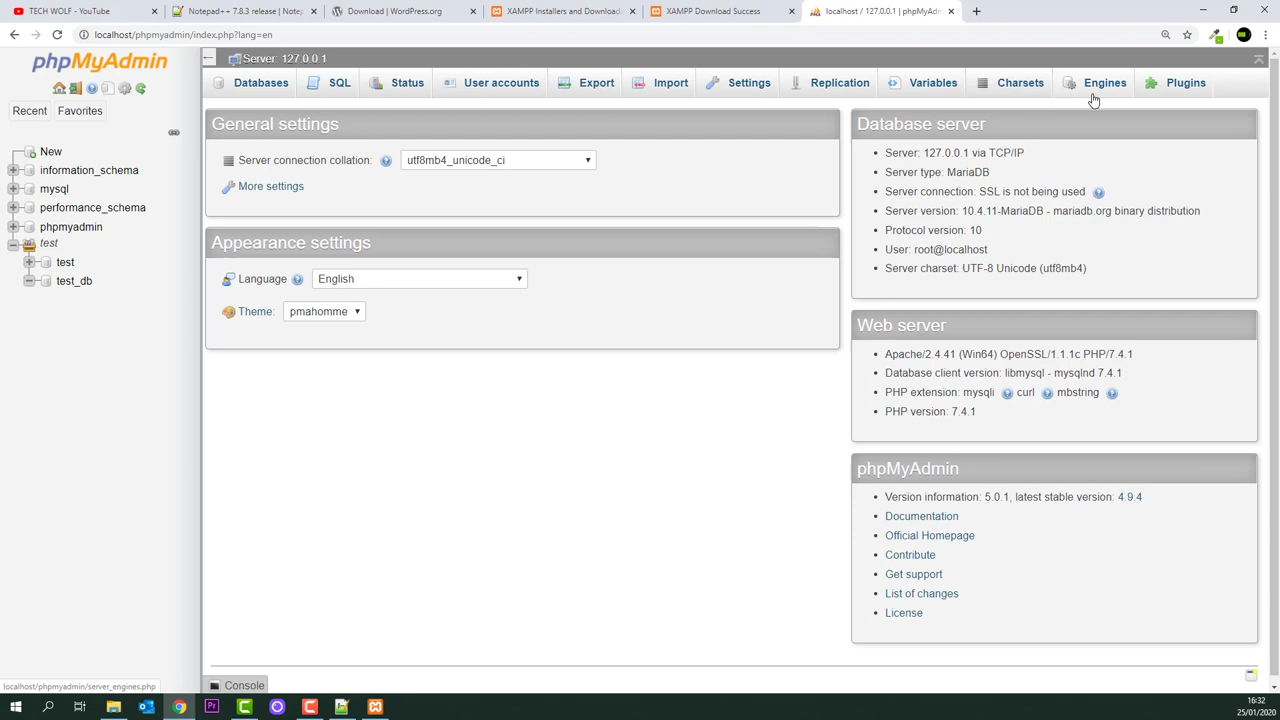 TECH WOLF - YouTube
Notepad++ 7.8.3 release | Notep
Download | WordPress.org
XAMPP Installers and Download
XAMPP Download Success
localhost / 127.0.0.1 | phpMyAdm
localhost/phpmyadmin/index.php?lang=en
phpMyAdmin
Recent
Favorites
New
information_schema
mysql
performance_schema
phpmyadmin
test
test
test_db
Server: 127.0.0.1
Databases SQL Status User accounts Export Import Settings Replication Variables Charsets Engines Plugins
General settings
Server connection collation: utf8mb4_unicode_ci
More settings
Appearance settings
Language English
Theme: pmahomme
Database server
Server: 127.0.0.1 via TCP/IP
Server type: MariaDB
Server connection: SSL is not being used
Server version: 10.4.11-MariaDB - mariadb.org binary distribution
Protocol version: 10
User: root@localhost
Server charset: UTF-8 Unicode (utf8mb4)
Web server
Apache/2.4.41 (Win64) OpenSSL/1.1.1c PHP/7.4.1
Database client version: libmysql - mysqlnd 7.4.1
PHP extension: mysqli curl mbstring
PHP version: 7.4.1
phpMyAdmin
Version information: 5.0.1, latest stable version: 4.9.4
Documentation
Official Homepage
Contribute
Get support
List of changes
License
Console
localhost/phpmyadmin/server_engines.php
16:32
25/01/2020